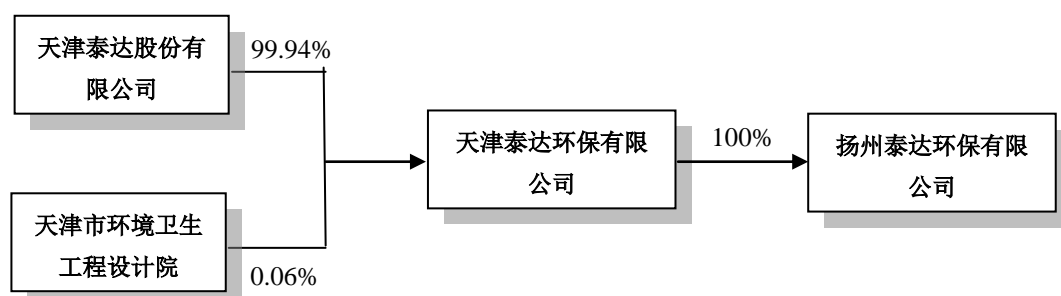 天津泰达股份有
限公司
99.94%
天津市环境卫生
工程设计院
0.06%
天津泰达环保有限
公司
100%
扬州泰达环保有限
公司